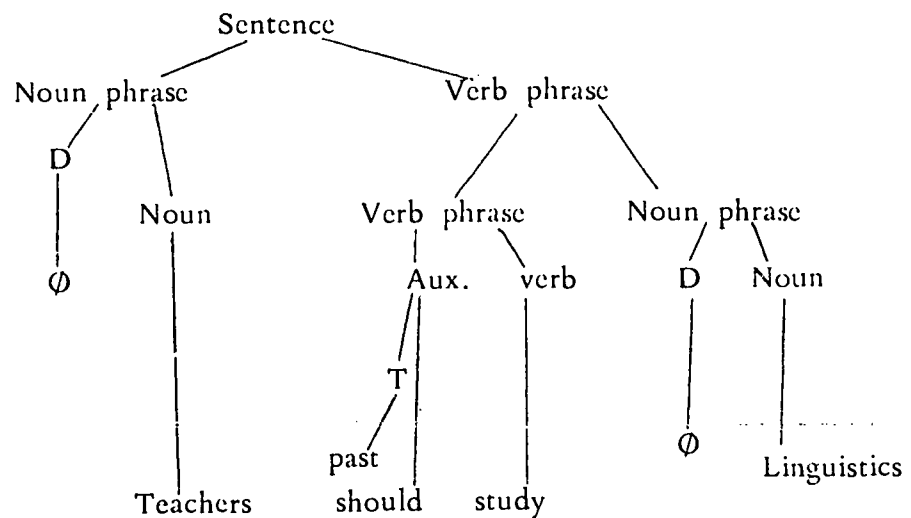 Sentence
Noun phrase Verb phrase
D
Noun Verb phrase Noun phrase
Ø Aux. verb D Noun
T
Ø
past Linguistics
Teachers should study